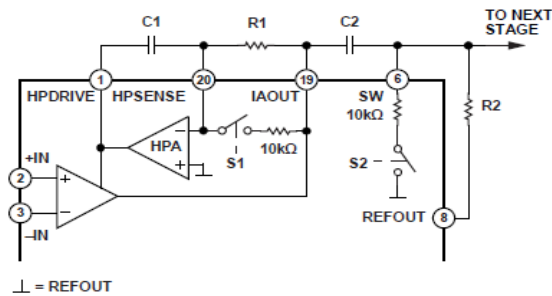 C1
R1
C2
TO NEXT
STAGE
1
20
19
6
HPDRIVE
HPSENSE
IAOUT
SW
10kΩ
R2
HPA
−
+
S1
10kΩ
S2
+IN
2
+
3
−
−IN
REFOUT
8
= REFOUT